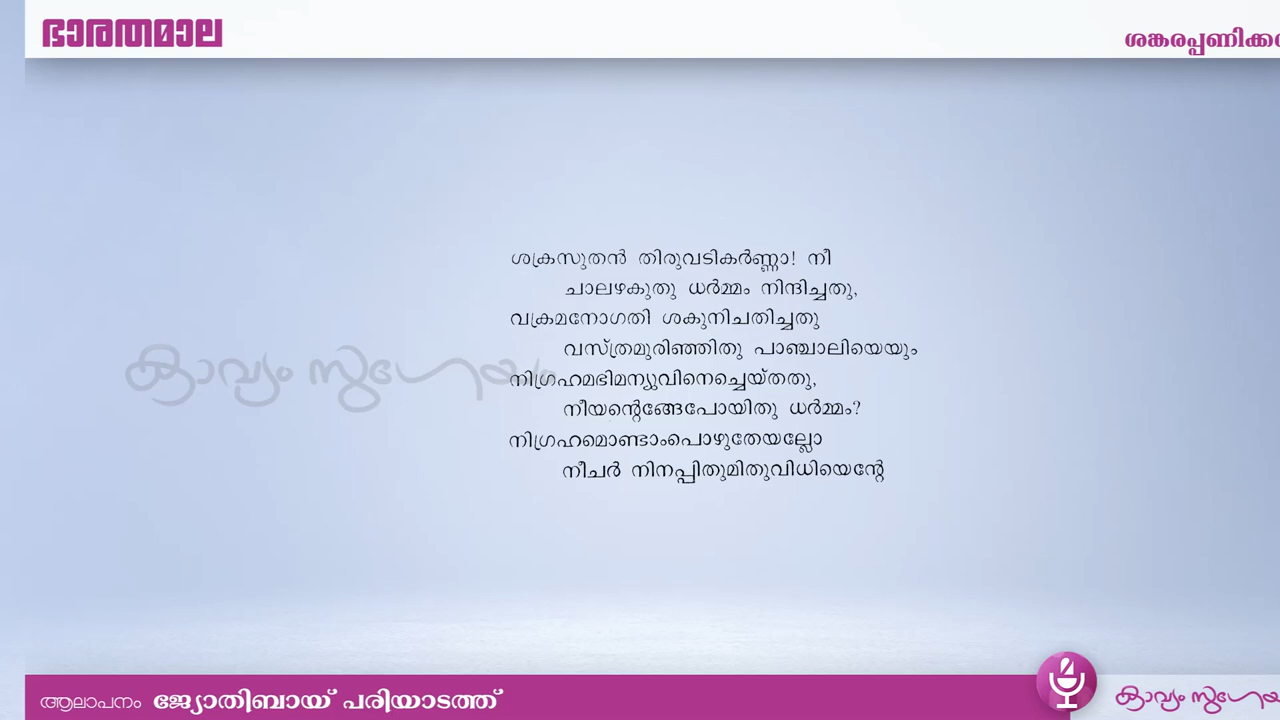 ഭാരതമാല
ശങ്കരപ്പണിക്കർ
ശക്രസുതൻ തിരുവടികർണ്ണാ! നീ
ചാലഴകുതു ധർമ്മം നിന്ദിച്ചതു,
വക്രമനോഗതി ശകുനിചതിച്ചതു
വസ്ത്രമുരിഞ്ഞിതു പാഞ്ചാലിയെയും
നിഗ്രഹമഭിമന്യുവിനെച്ചെയ്തതു,
നീയന്റെങ്ങേപോയിതു ധർമ്മം?
നിഗ്രഹമൊണ്ടാംപൊഴുതേയല്ലോ
നീചർ നിനപ്പിതുമിതുവിധിയെന്റേ
കാവ്യം സുഗേയം
ആലാപനം ജ്യോതിബായ് പരിയാടത്ത്
കാവ്യം സുഗേയ